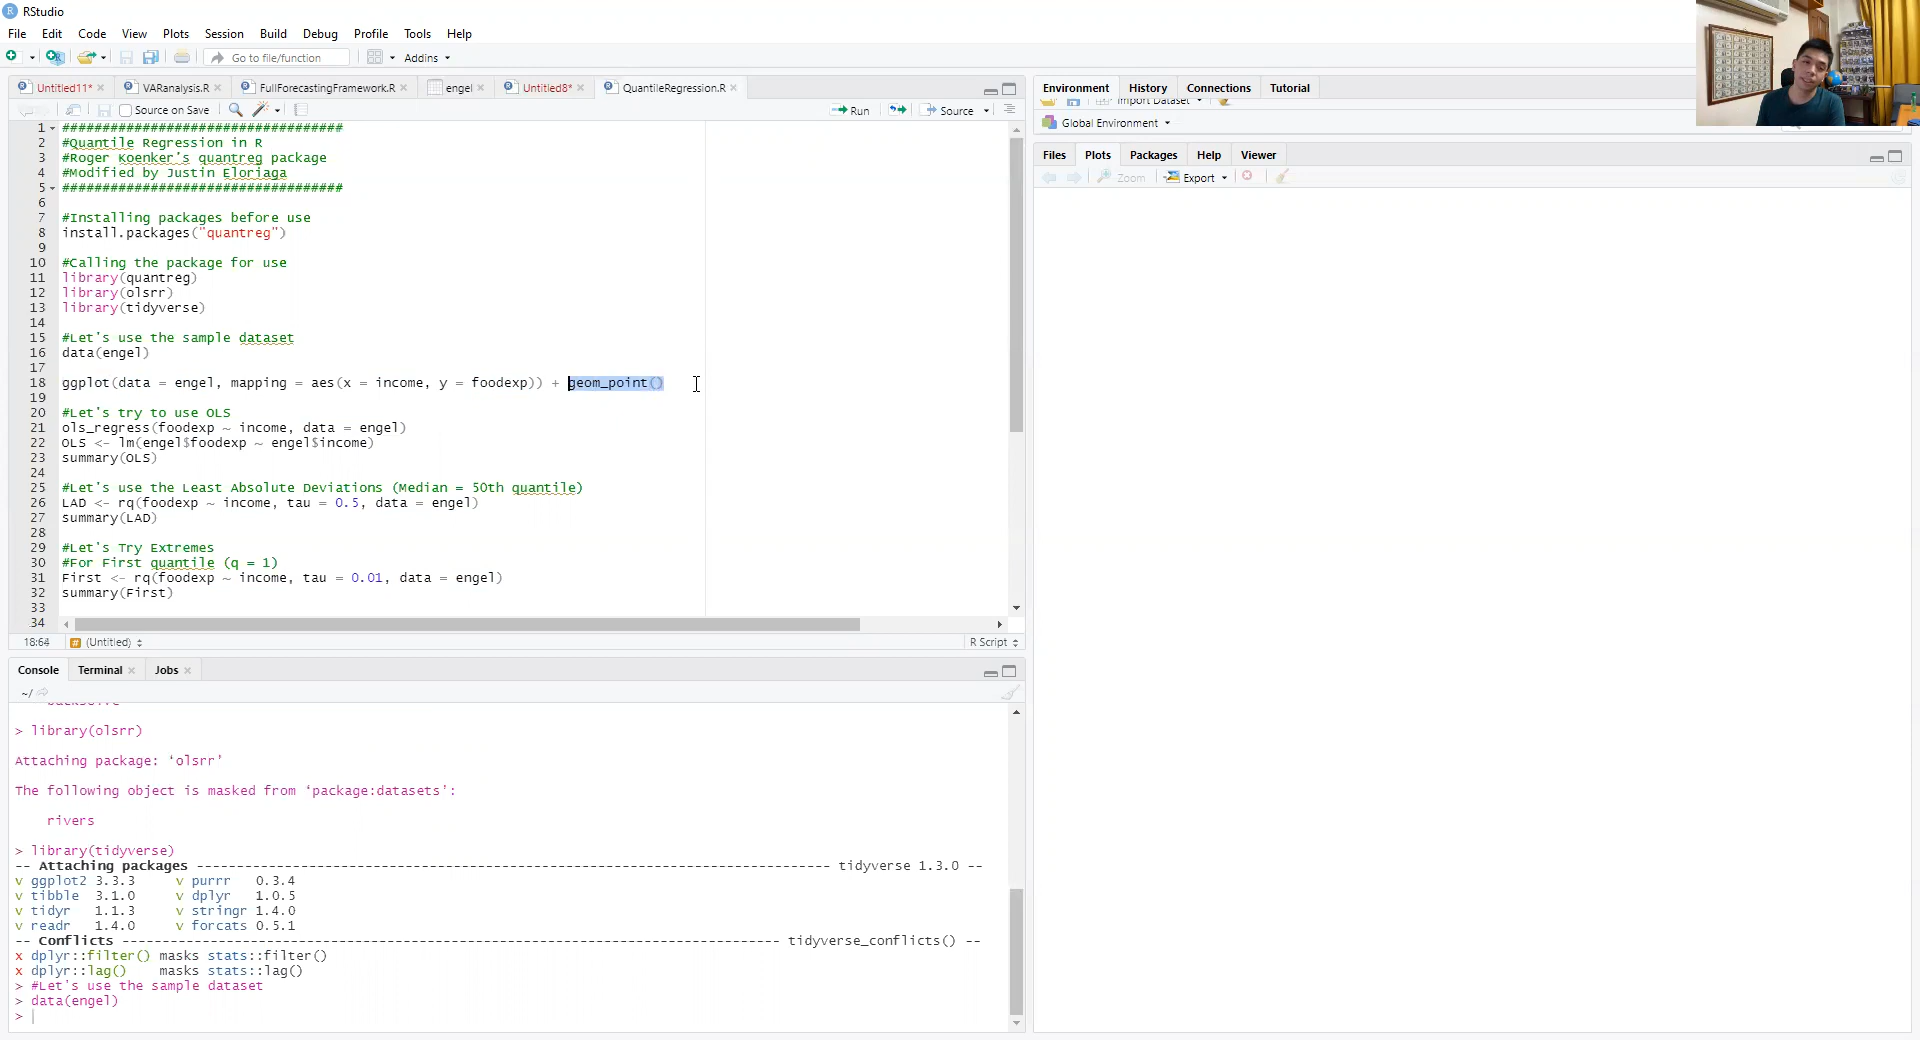 RStudio
File Edit Code View Plots Session Build Debug Profile Tools Help
Go to file/function Addins
Untitled11* VARanalysis.R FullForecastingFramework.R engel Untitled8* QuantileRegression.R
Source on Save Run Source
1 ###################################
2 #Quantile Regression in R
3 #Roger Koenker's quantreg package
4 #Modified by Justin Eloriaga
5 ###################################
6
7 #Installing packages before use
8 install.packages("quantreg")
9
10 #Calling the package for use
11 library(quantreg)
12 library(olsrr)
13 library(tidyverse)
14
15 #Let's use the sample dataset
16 data(engel)
17
18 ggplot(data = engel, mapping = aes(x = income, y = foodexp)) + geom_point()
19
20 #Let's try to use OLS
21 ols_regress(foodexp ~ income, data = engel)
22 OLS <- lm(engel$foodexp ~ engel$income)
23 summary(OLS)
24
25 #Let's use the Least Absolute Deviations (Median = 50th quantile)
26 LAD <- rq(foodexp ~ income, tau = 0.5, data = engel)
27 summary(LAD)
28
29 #Let's Try Extremes
30 #For First quantile (q = 1)
31 First <- rq(foodexp ~ income, tau = 0.01, data = engel)
32 summary(First)
33
34
18:64 (Untitled) R Script
Console Terminal Jobs
~/
> library(olsrr)
Attaching package: ‘olsrr’
The following object is masked from ‘package:datasets’:
rivers
> library(tidyverse)
-- Attaching packages ------------------------------------------------------------------------------- tidyverse 1.3.0 --
v ggplot2 3.3.3 v purrr 0.3.4
v tibble 3.1.0 v dplyr 1.0.5
v tidyr 1.1.3 v stringr 1.4.0
v readr 1.4.0 v forcats 0.5.1
-- Conflicts ---------------------------------------------------------------------------------- tidyverse_conflicts() --
x dplyr::filter() masks stats::filter()
x dplyr::lag() masks stats::lag()
> #Let's use the sample dataset
> data(engel)
>
Environment History Connections Tutorial
Import Dataset
Global Environment
Files Plots Packages Help Viewer
Zoom Export